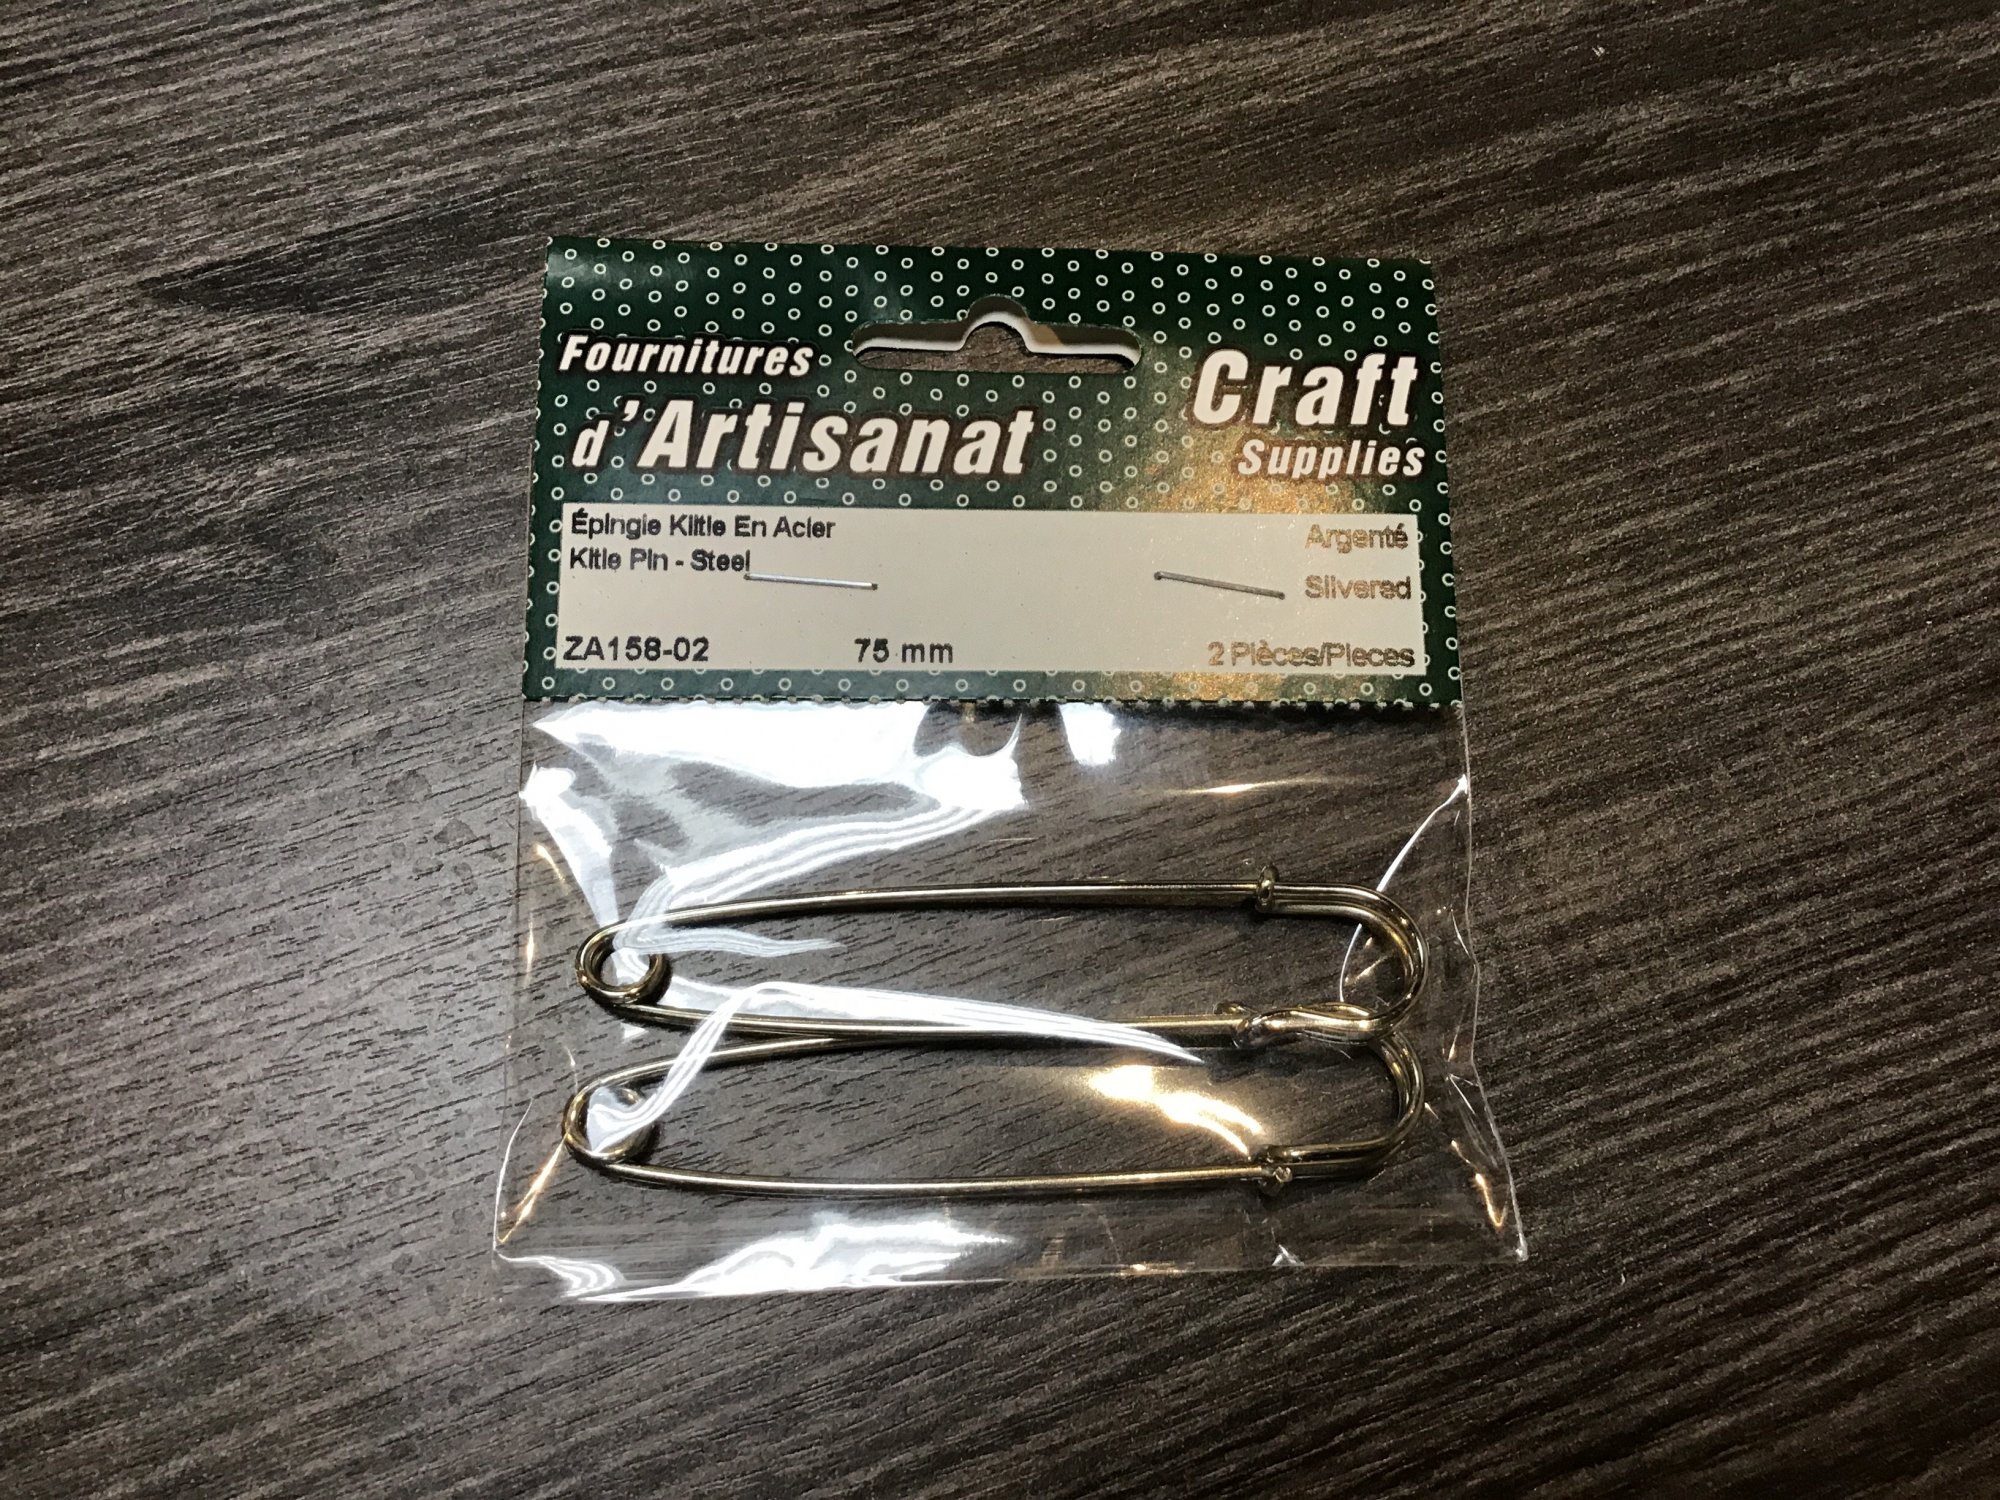 Fournitures
d'Artisanat
Craft
Supplies
Épingle Kiltie En Acier
Kitle Pin - Steel
Argenté
Silvered
ZA158-02 75 mm 2 Pièces/Pieces